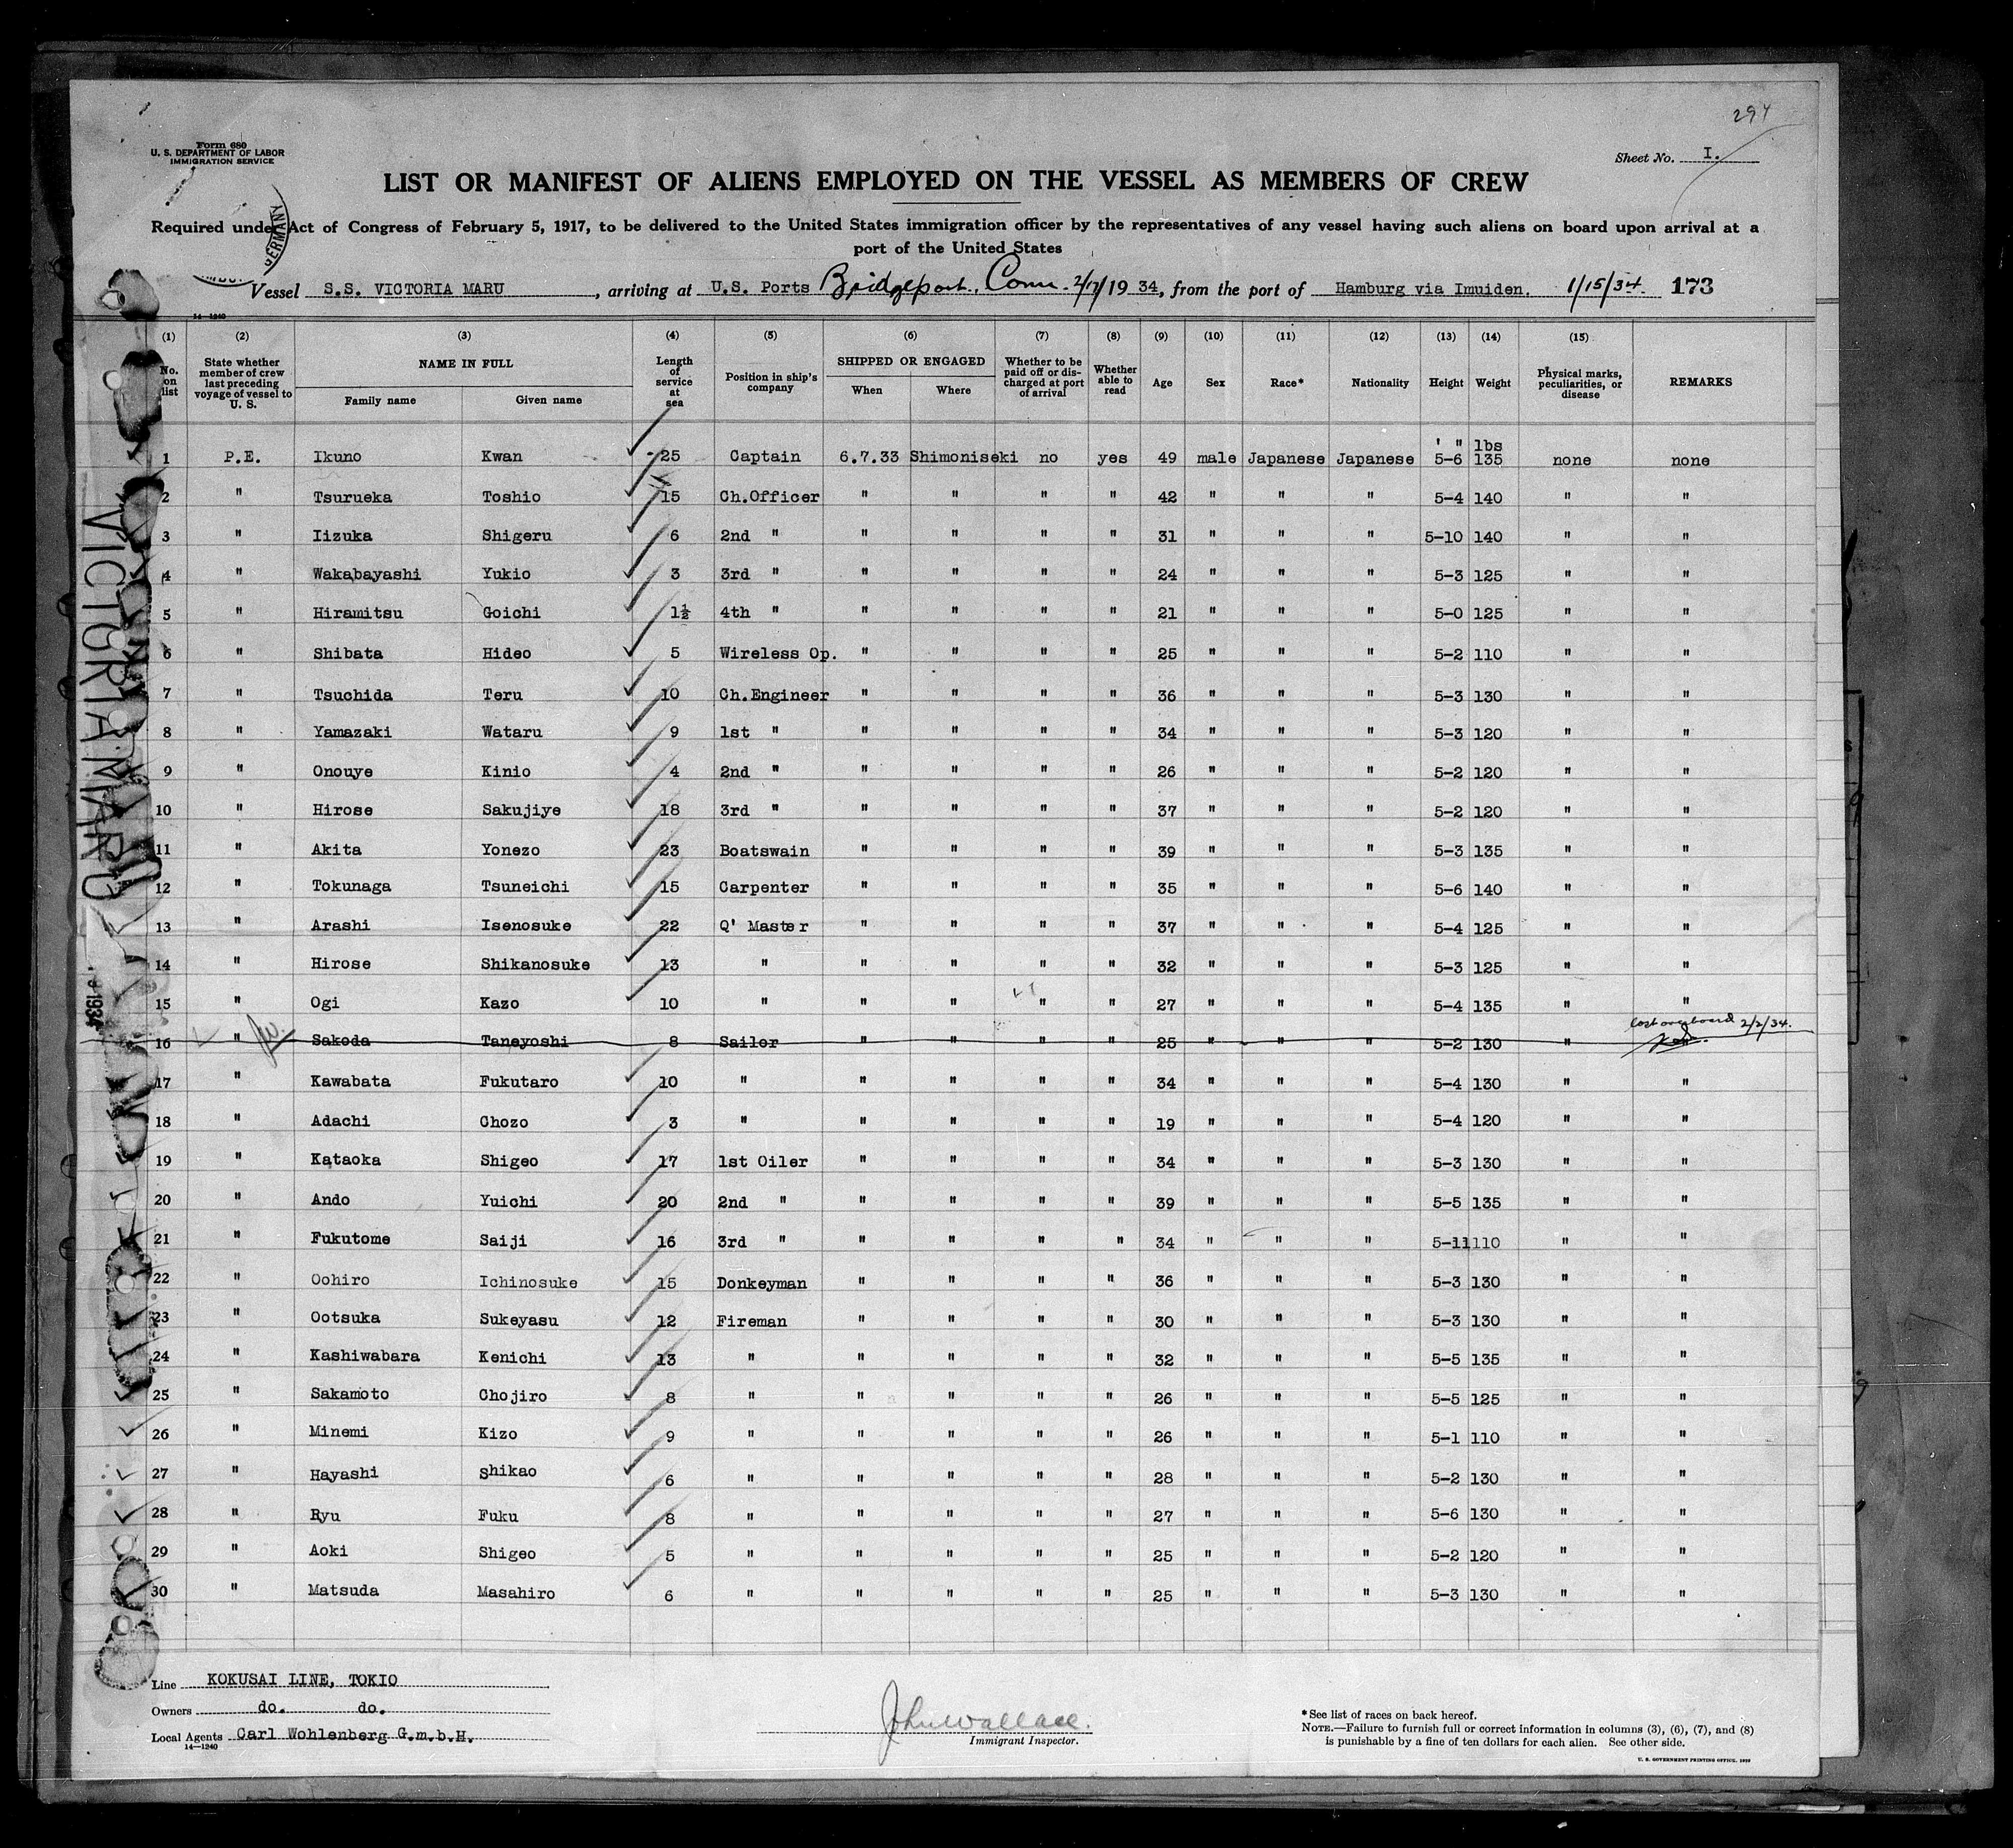 294
Form 680
U. S. DEPARTMENT OF LABOR
IMMIGRATION SERVICE
Sheet No. I.
LIST OR MANIFEST OF ALIENS EMPLOYED ON THE VESSEL AS MEMBERS OF CREW
Required under Act of Congress of February 5, 1917, to be delivered to the United States immigration officer by the representatives of any vessel having such aliens on board upon arrival at a
port of the United States
GERMANY
Vessel S.S. VICTORIA MARU, arriving at U.S. Ports Bridgeport, Conn. 2/17/1934, from the port of Hamburg via Imuiden. 1/15/34. 173
14—1240
(1) (2) (3) (4) (5) (6) (7) (8) (9) (10) (11) (12) (13) (14) (15)
No. on list State whether member of crew last preceding voyage of vessel to U. S. NAME IN FULL Family name Given name Length of service at sea Position in ship's company SHIPPED OR ENGAGED When Where Whether to be paid off or discharged at port of arrival Whether able to read Age Sex Race* Nationality Height Weight Physical marks, peculiarities, or disease REMARKS
' " lbs
1 P.E. Ikuno Kwan 25 Captain 6.7.33 Shimoniseki no yes 49 male Japanese Japanese 5-6 135 none none
2 " Tsurueka Toshio 15 Ch.Officer " " " " 42 " " " 5-4 140 " "
3 " Iizuka Shigeru 6 2nd " " " " " 31 " " " 5-10 140 " "
4 " Wakabayashi Yukio 3 3rd " " " " " 24 " " " 5-3 125 " "
5 " Hiramitsu Goichi 1½ 4th " " " " " 21 " " " 5-0 125 " "
6 " Shibata Hideo 5 Wireless Op. " " " " 25 " " " 5-2 110 " "
7 " Tsuchida Teru 10 Ch.Engineer " " " " 36 " " " 5-3 130 " "
8 " Yamazaki Wataru 9 1st " " " " " 34 " " " 5-3 120 " "
9 " Onouye Kinio 4 2nd " " " " " 26 " " " 5-2 120 " "
10 " Hirose Sakujiye 18 3rd " " " " " 37 " " " 5-2 120 " "
11 " Akita Yonezo 23 Boatswain " " " " 39 " " " 5-3 135 " "
12 " Tokunaga Tsuneichi 15 Carpenter " " " " 35 " " " 5-6 140 " "
13 " Arashi Isenosuke 22 Q' Master " " " " 37 " " " 5-4 125 " "
14 " Hirose Shikanosuke 13 " " " " " 32 " " " 5-3 125 " "
15 " Ogi Kazo 10 " " " " " 27 " " " 5-4 135 " "
lost overboard 2/2/34.
16 " Sakoda Taneyoshi 8 Sailor " " " " 25 " " " 5-2 130 "
17 " Kawabata Fukutaro 10 " " " " " 34 " " " 5-4 130 " "
18 " Adachi Chozo 3 " " " " " 19 " " " 5-4 120 " "
19 " Kataoka Shigeo 17 1st Oiler " " " " 34 " " " 5-3 130 " "
20 " Ando Yuichi 20 2nd " " " " " 39 " " " 5-5 135 " "
21 " Fukutome Saiji 16 3rd " " " " " 34 " " " 5-11 110 " "
22 " Oohiro Ichinosuke 15 Donkeyman " " " " 36 " " " 5-3 130 " "
23 " Ootsuka Sukeyasu 12 Fireman " " " " 30 " " " 5-3 130 " "
24 " Kashiwabara Kenichi 13 " " " " " 32 " " " 5-5 135 " "
25 " Sakamoto Chojiro 8 " " " " " 26 " " " 5-5 125 " "
26 " Minemi Kizo 9 " " " " " 26 " " " 5-1 110 " "
27 " Hayashi Shikao 6 " " " " " 28 " " " 5-2 130 " "
28 " Ryu Fuku 8 " " " " " 27 " " " 5-6 130 " "
29 " Aoki Shigeo 5 " " " " " 25 " " " 5-2 120 " "
30 " Matsuda Masahiro 6 " " " " " 25 " " " 5-3 130 " "
VICTORIA MARU
1934
Line KOKUSAI LINE, TOKIO
Owners do. do.
Local Agents Carl Wohlenberg G.m.b.H.
14—1240
John Wallace.
Immigrant Inspector.
*See list of races on back hereof.
NOTE.—Failure to furnish full or correct information in columns (3), (6), (7), and (8)
is punishable by a fine of ten dollars for each alien. See other side.